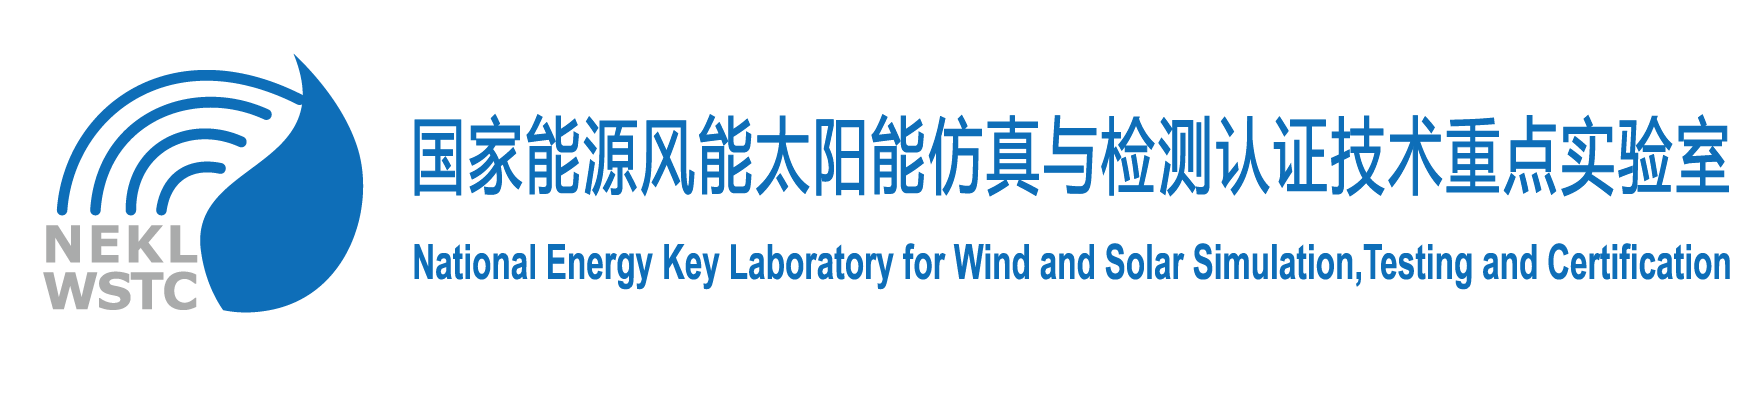 NEKL
WSTC
国家能源风能太阳能仿真与检测认证技术重点实验室
National Energy Key Laboratory for Wind and Solar Simulation,Testing and Certification